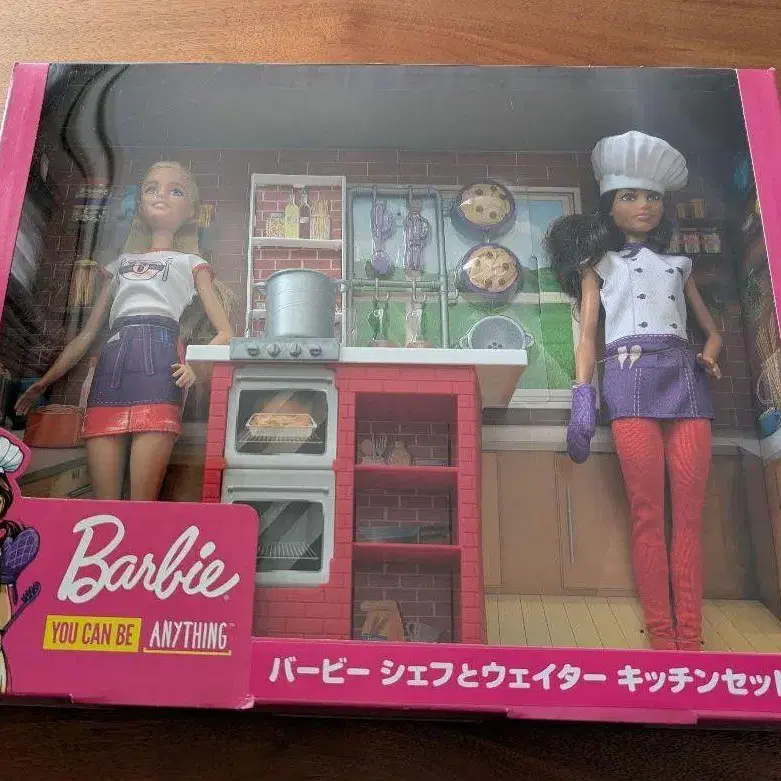 Barbie
YOU CAN BE ANYTHING™
バービー シェフとウェイター キッチンセット